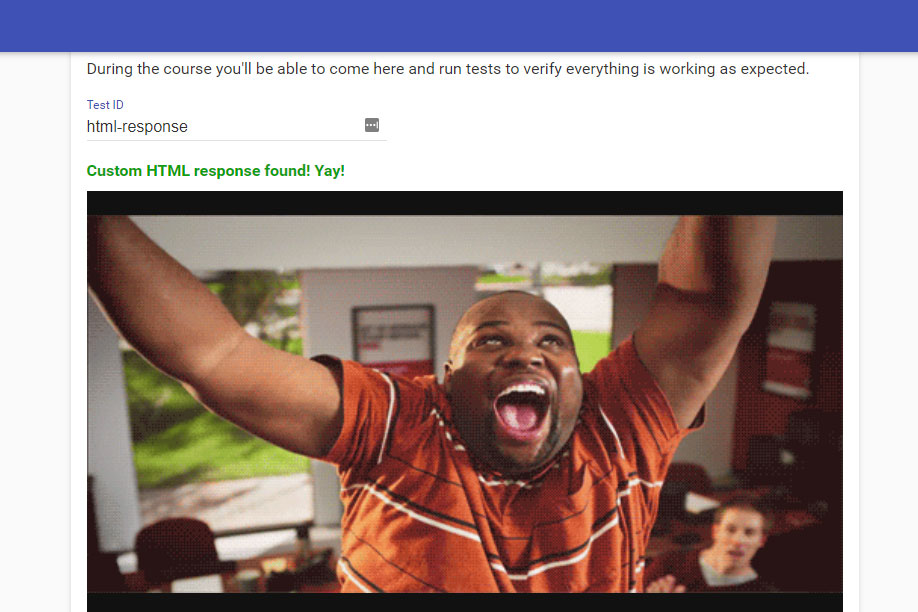 During the course you'll be able to come here and run tests to verify everything is working as expected.
Test ID
html-response
Custom HTML response found! Yay!